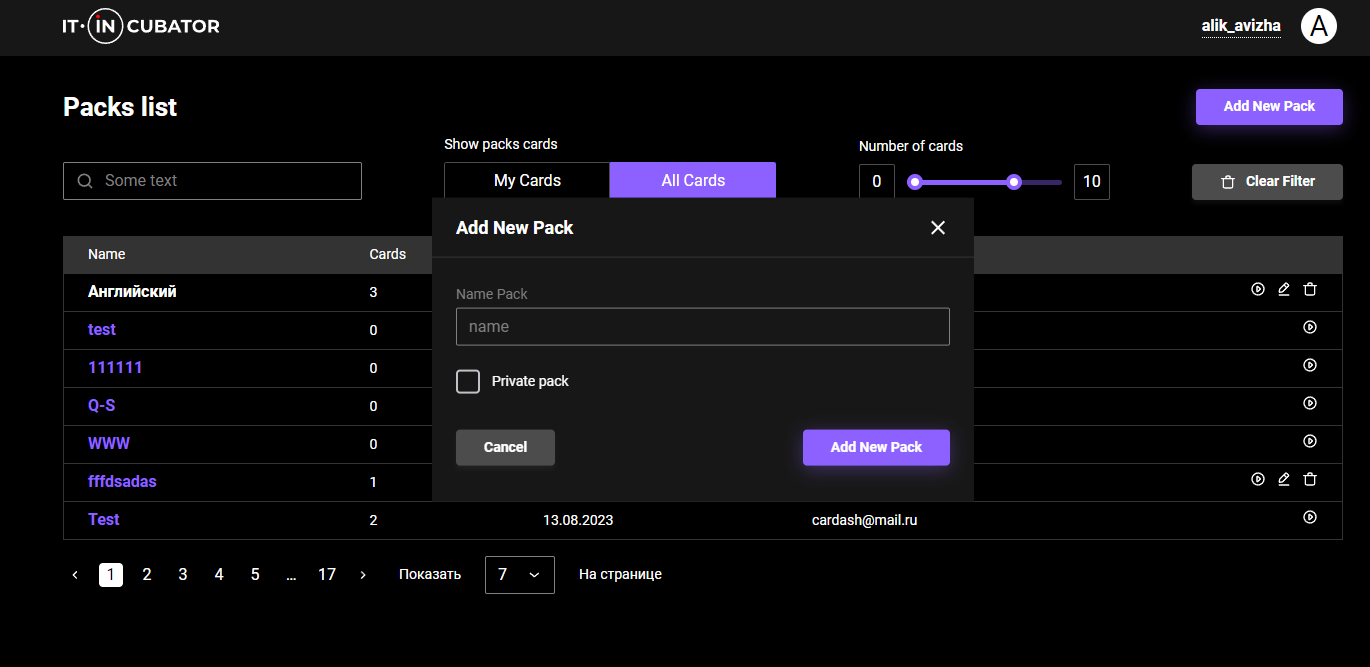 IT·INCUBATOR
alik_avizha
A
Packs list
Add New Pack
Show packs cards
Number of cards
Some text
My Cards
All Cards
0
10
Clear Filter
Add New Pack
Name Pack
name
Private pack
Cancel
Add New Pack
Name Cards
Английский 3
test 0
111111 0
Q-S 0
WWW 0
fffdsadas 1
Test 2 13.08.2023 cardash@mail.ru
1 2 3 4 5 ... 17 Показать 7 На странице